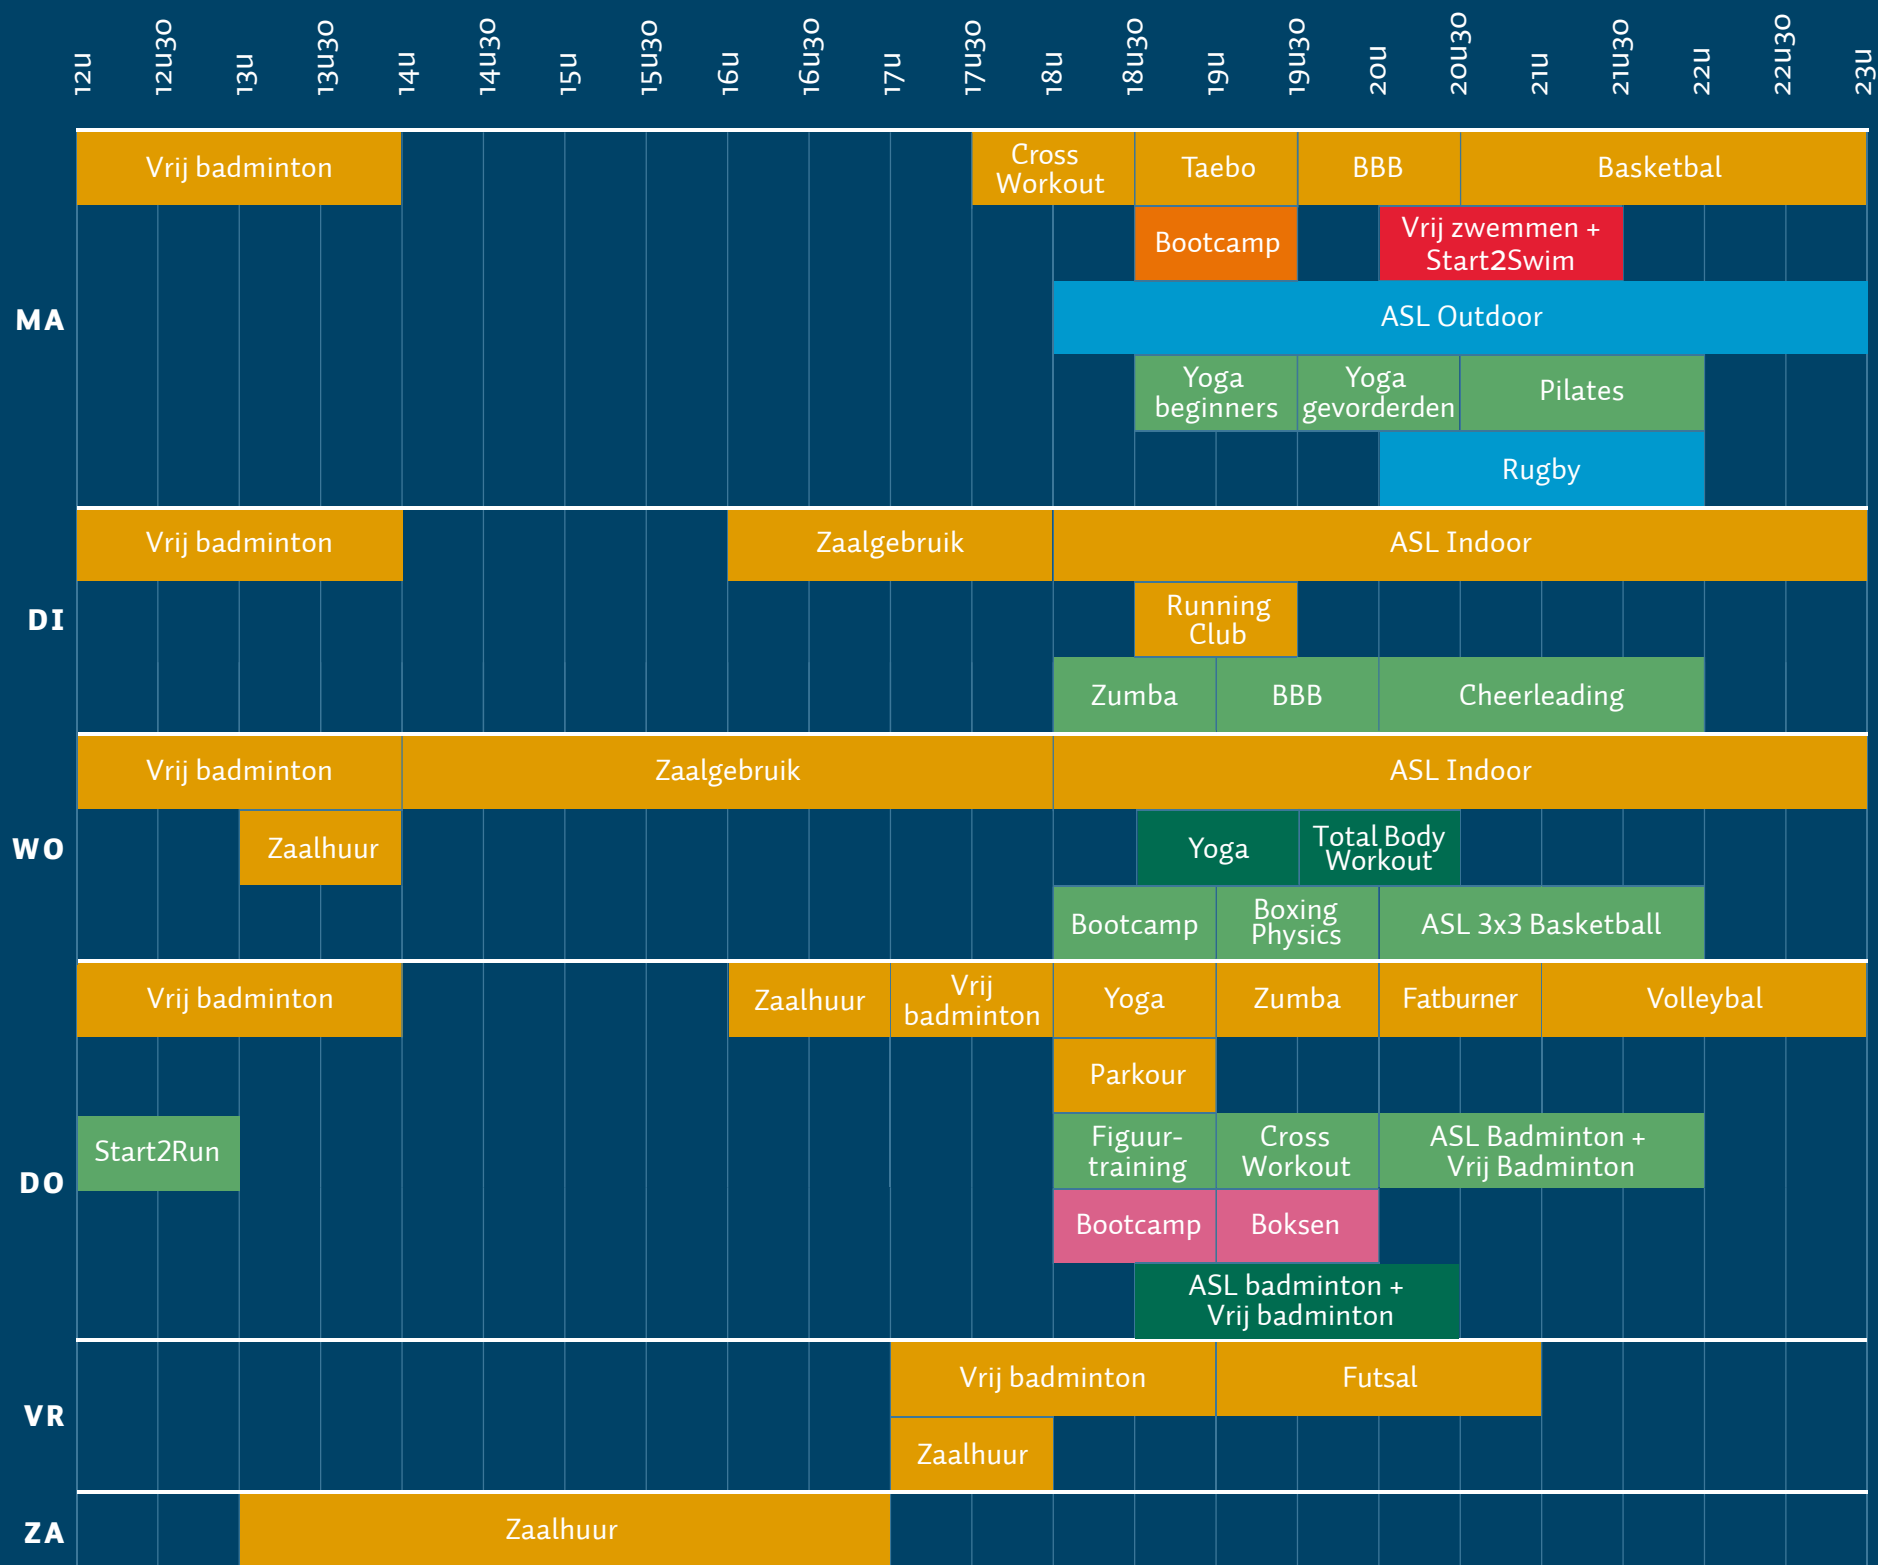 12u
12u30
13u
13u30
14u
14u30
15u
15u30
16u
16u30
17u
17u30
18u
18u30
19u
19u30
20u
20u30
21u
21u30
22u
22u30
23u
MA
Vrij badminton
Cross
Workout
Taebo
BBB
Basketbal
Bootcamp
Vrij zwemmen +
Start2Swim
ASL Outdoor
Yoga
beginners
Yoga
gevorderden
Pilates
Rugby
DI
Vrij badminton
Zaalgebruik
ASL Indoor
Running
Club
Zumba
BBB
Cheerleading
WO
Vrij badminton
Zaalgebruik
ASL Indoor
Zaalhuur
Yoga
Total Body
Workout
Bootcamp
Boxing
Physics
ASL 3x3 Basketball
DO
Vrij badminton
Zaalhuur
Vrij
badminton
Yoga
Zumba
Fatburner
Volleybal
Parkour
Start2Run
Figuur-
training
Cross
Workout
ASL Badminton +
Vrij Badminton
Bootcamp
Boksen
ASL badminton +
Vrij badminton
VR
Vrij badminton
Futsal
Zaalhuur
ZA
Zaalhuur